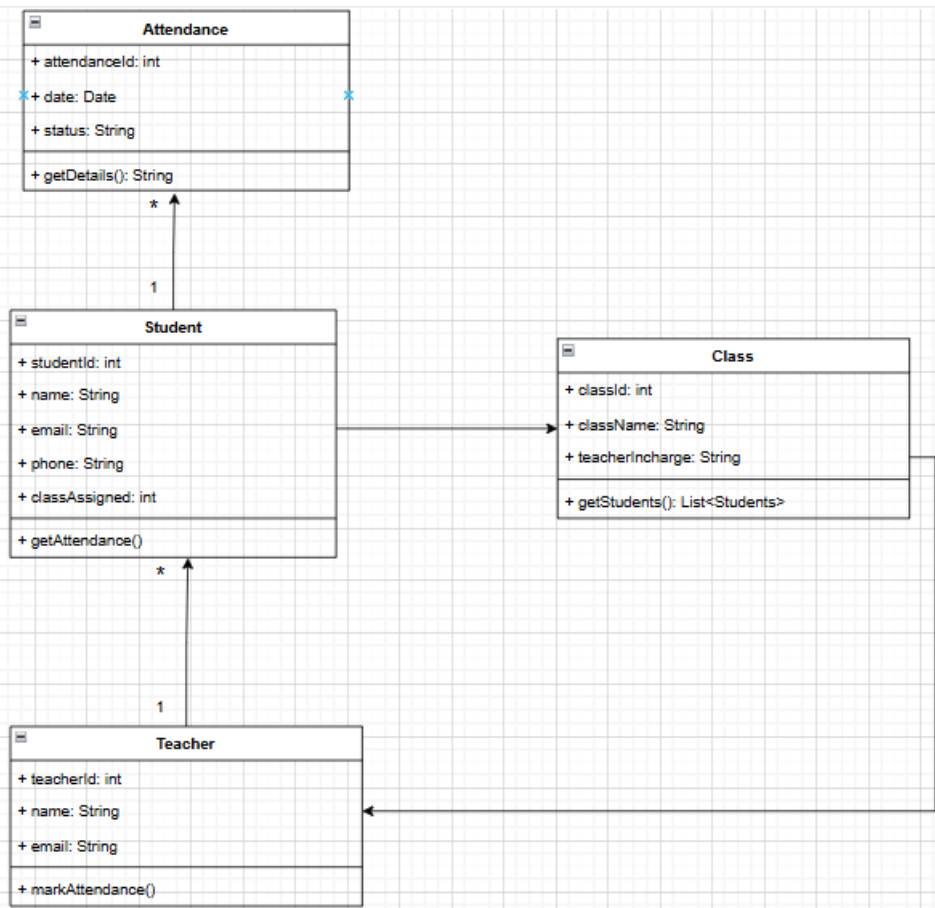 Attendance
+ attendanceId: int
+ date: Date
+ status: String
+ getDetails(): String
*
1
Student
+ studentId: int
+ name: String
+ email: String
+ phone: String
+ classAssigned: int
+ getAttendance()
Class
+ classId: int
+ className: String
+ teacherIncharge: String
+ getStudents(): List<Students>
*
1
Teacher
+ teacherId: int
+ name: String
+ email: String
+ markAttendance()